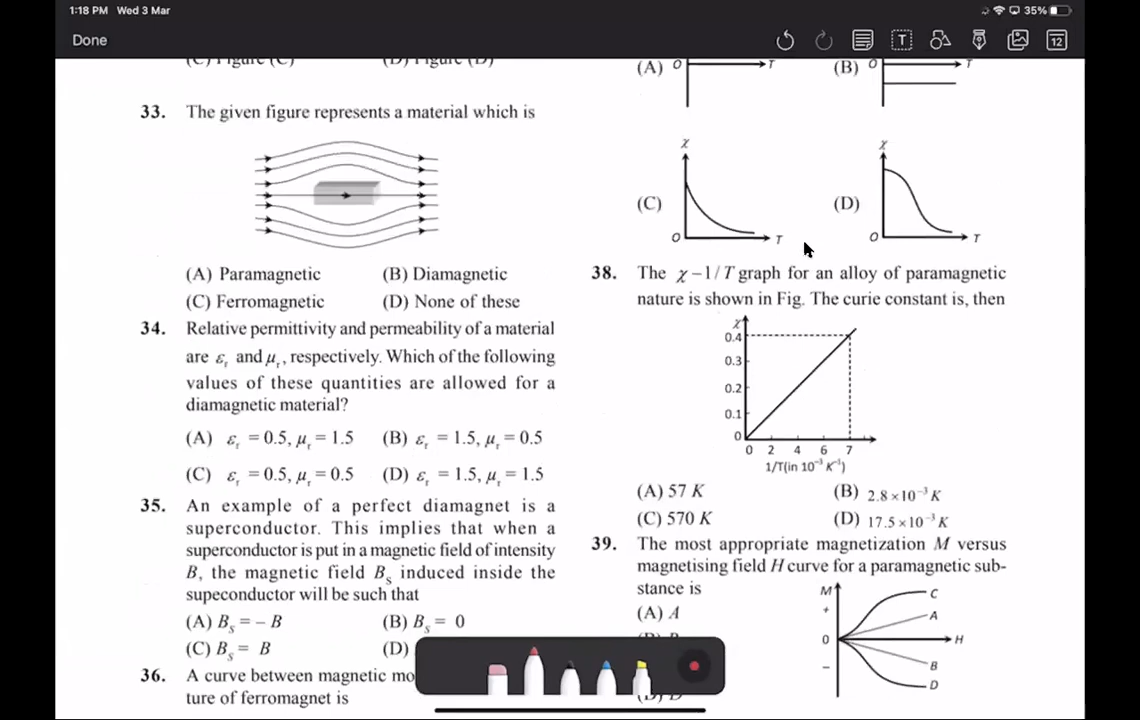 1:18 PM Wed 3 Mar
35%
Done
T
12
(C) Figure (C) (D) Figure (D)
33. The given figure represents a material which is
(A) Paramagnetic (B) Diamagnetic
(C) Ferromagnetic (D) None of these
34. Relative permittivity and permeability of a material
are εr and μr, respectively. Which of the following
values of these quantities are allowed for a
diamagnetic material?
(A) εr = 0.5, μr = 1.5 (B) εr = 1.5, μr = 0.5
(C) εr = 0.5, μr = 0.5 (D) εr = 1.5, μr = 1.5
35. An example of a perfect diamagnet is a
superconductor. This implies that when a
superconductor is put in a magnetic field of intensity
B, the magnetic field Bs induced inside the
supeconductor will be such that
(A) Bs = – B (B) Bs = 0
(C) Bs = B (D)
36. A curve between magnetic mo
ture of ferromagnet is
(A) O T (B) O T
(C) χ O T (D) χ O T
38. The χ–1/T graph for an alloy of paramagnetic
nature is shown in Fig. The curie constant is, then
χ
0.4
0.3
0.2
0.1
0
0 2 4 6 7
1/T(in 10⁻³ K⁻¹)
(A) 57 K (B) 2.8×10⁻³ K
(C) 570 K (D) 17.5×10⁻³ K
39. The most appropriate magnetization M versus
magnetising field H curve for a paramagnetic sub-
stance is
(A) A
M
+
0
–
C
A
H
B
D